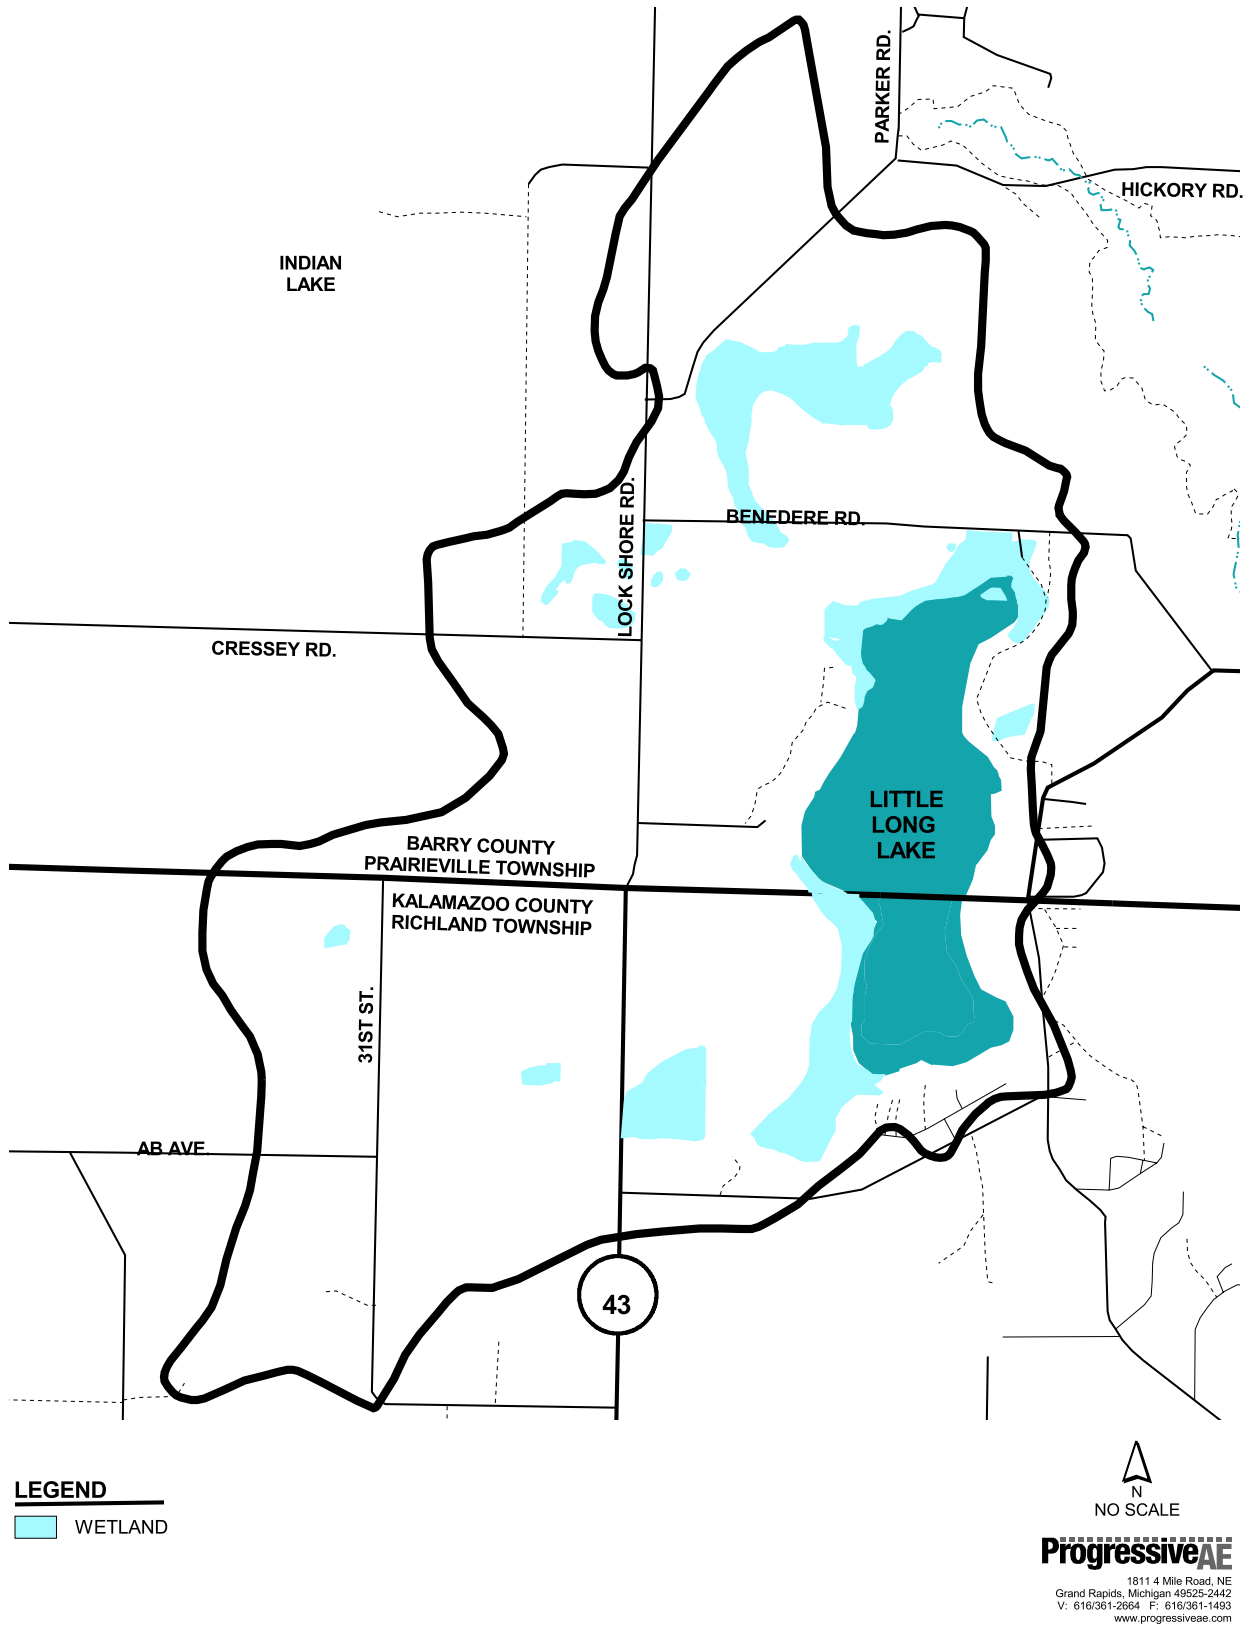 PARKER RD.
HICKORY RD.
INDIAN
LAKE
BENEDERE RD.
LOCK SHORE RD.
CRESSEY RD.
LITTLE
LONG
LAKE
BARRY COUNTY
PRAIRIEVILLE TOWNSHIP
KALAMAZOO COUNTY
RICHLAND TOWNSHIP
31ST ST.
AB AVE.
43
LEGEND
WETLAND
N
NO SCALE
ProgressiveAE
1811 4 Mile Road, NE
Grand Rapids, Michigan 49525-2442
V: 616/361-2664 F: 616/361-1493
www.progressiveae.com